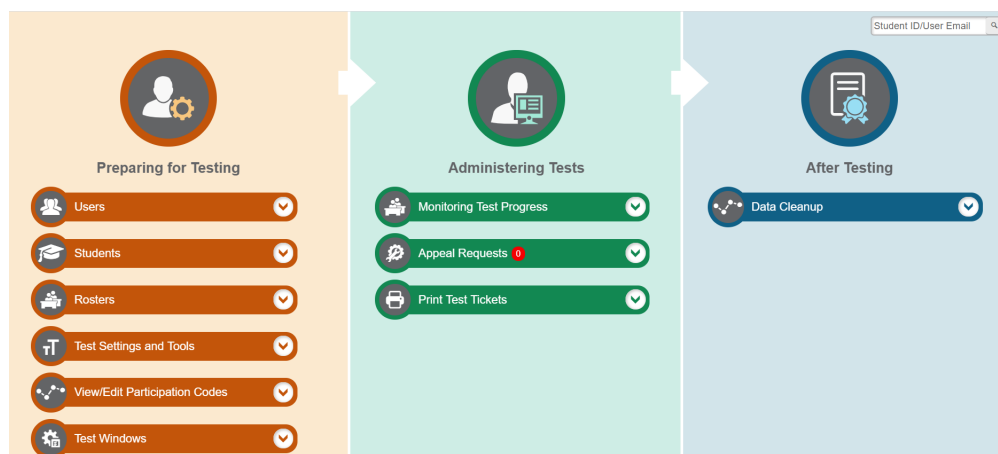 Student ID/User Email
Preparing for Testing
Users
Students
Rosters
Test Settings and Tools
View/Edit Participation Codes
Test Windows
Administering Tests
Monitoring Test Progress
Appeal Requests 0
Print Test Tickets
After Testing
Data Cleanup